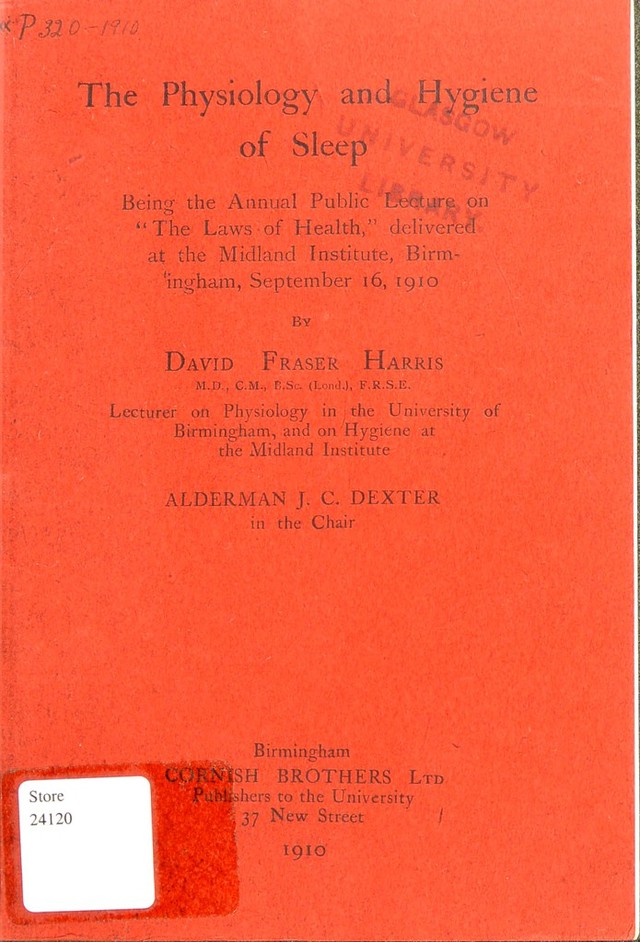 P 320-1910
The Physiology and Hygiene
of Sleep
GLASGOW
UNIVERSITY
LIBRARY
Being the Annual Public Lecture on
"The Laws of Health," delivered
at the Midland Institute, Birm-
ingham, September 16, 1910
BY
DAVID FRASER HARRIS
M.D., C.M., B.Sc. (Lond.), F.R.S.E.
Lecturer on Physiology in the University of
Birmingham, and on Hygiene at
the Midland Institute
ALDERMAN J. C. DEXTER
in the Chair
Birmingham
CORNISH BROTHERS LTD
Publishers to the University
37 New Street
1910
Store
24120